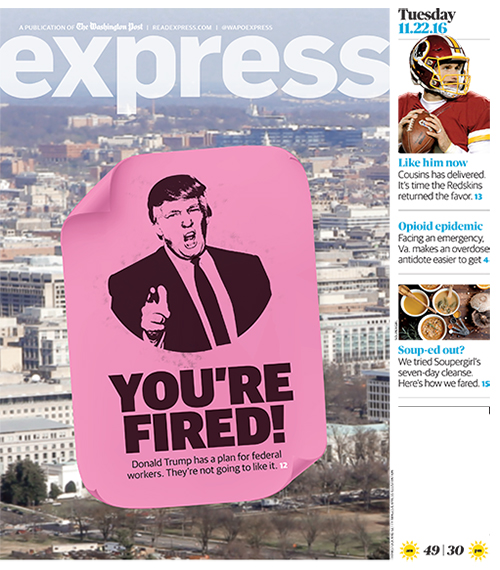 A PUBLICATION OF The Washington Post | READEXPRESS.COM | @WAPOEXPRESS
express
YOU'RE
FIRED!
Donald Trump has a plan for federal
workers. They're not going to like it. 12
Tuesday
11.22.16
Like him now
Cousins has delivered.
It's time the Redskins
returned the favor. 13
Opioid epidemic
Facing an emergency,
Va. makes an overdose
antidote easier to get 4
Soup-ed out?
We tried Soupergirl's
seven-day cleanse.
Here's how we fared. 15
am 49 | 30 pm